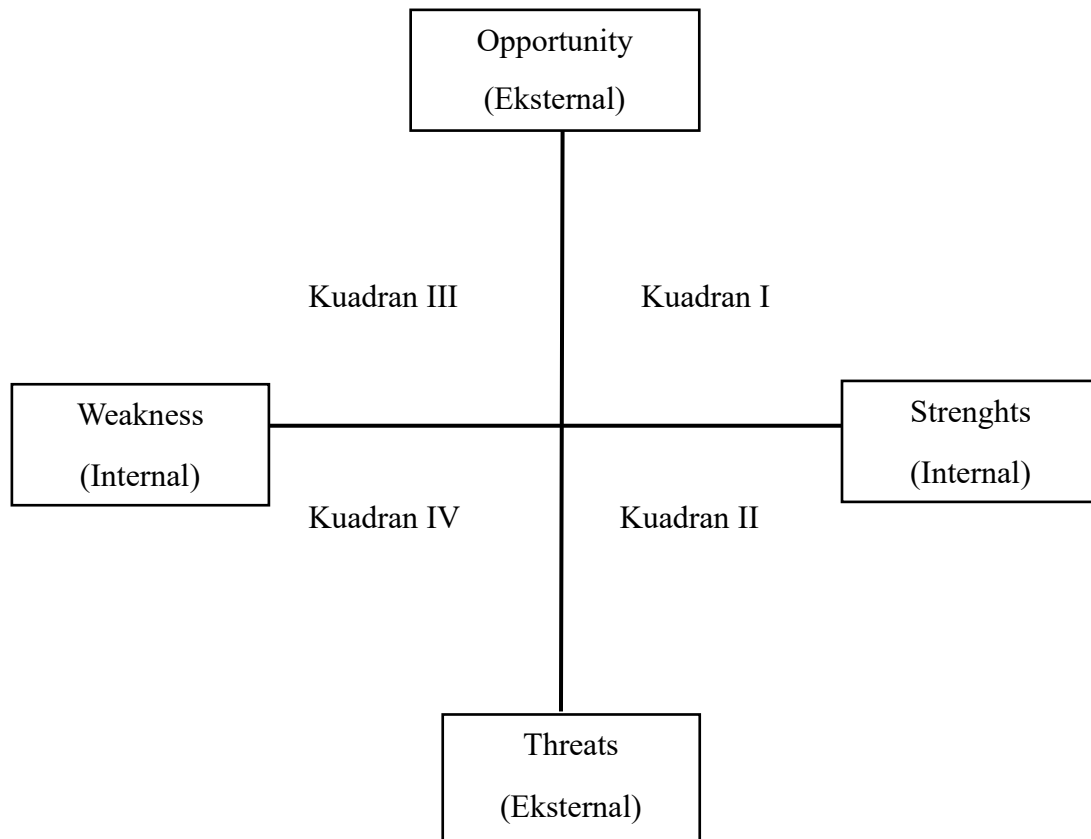 Opportunity
(Eksternal)
Kuadran III
Kuadran I
Weakness
(Internal)
Strenghts
(Internal)
Kuadran IV
Kuadran II
Threats
(Eksternal)